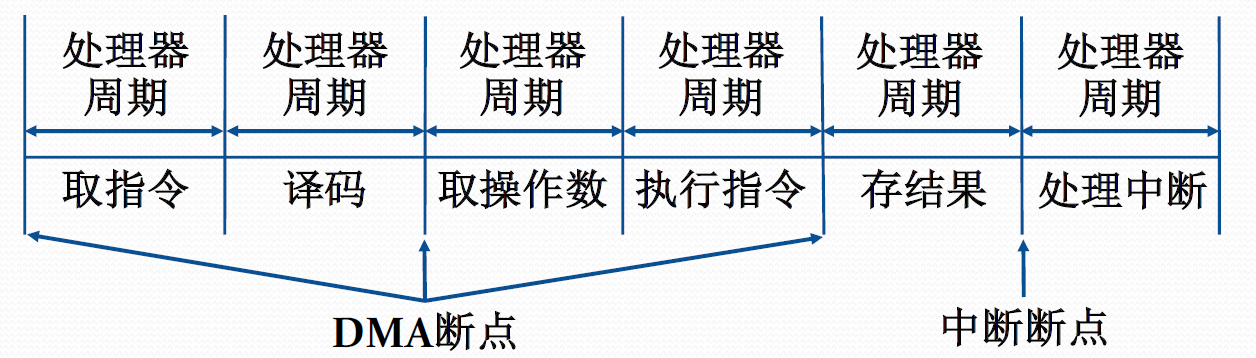 处理器 处理器 处理器 处理器 处理器 处理器
周期 周期 周期 周期 周期 周期
取指令 译码 取操作数 执行指令 存结果 处理中断
DMA断点 中断断点